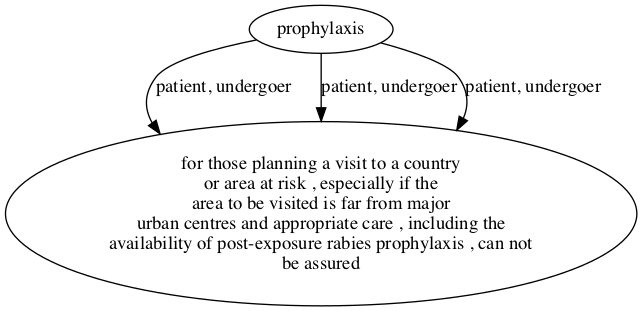 prophylaxis
patient, undergoer patient, undergoer patient, undergoer
for those planning a visit to a country
or area at risk , especially if the
area to be visited is far from major
urban centres and appropriate care , including the
availability of post-exposure rabies prophylaxis , can not
be assured